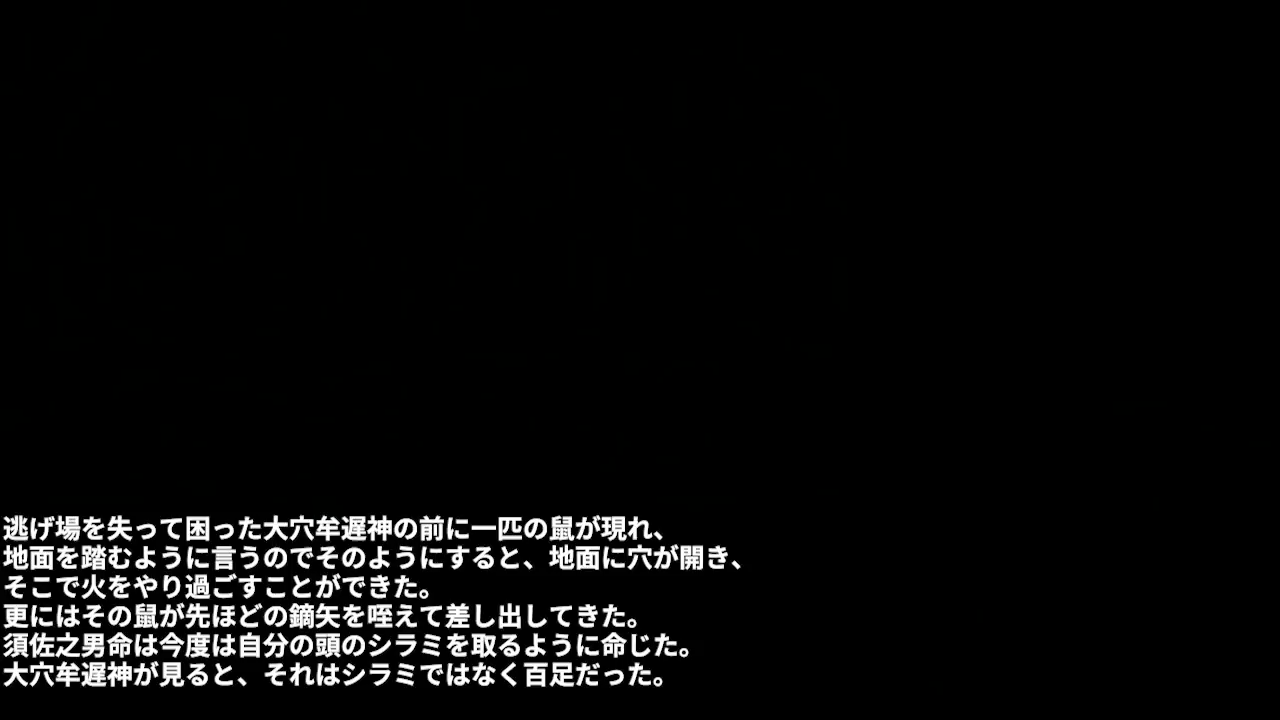 逃げ場を失って困った大穴牟遅神の前に一匹の鼠が現れ、
地面を踏むように言うのでそのようにすると、地面に穴が開き、
そこで火をやり過ごすことができた。
更にはその鼠が先ほどの鏑矢を咥えて差し出してきた。
須佐之男命は今度は自分の頭のシラミを取るように命じた。
大穴牟遅神が見ると、それはシラミではなく百足だった。